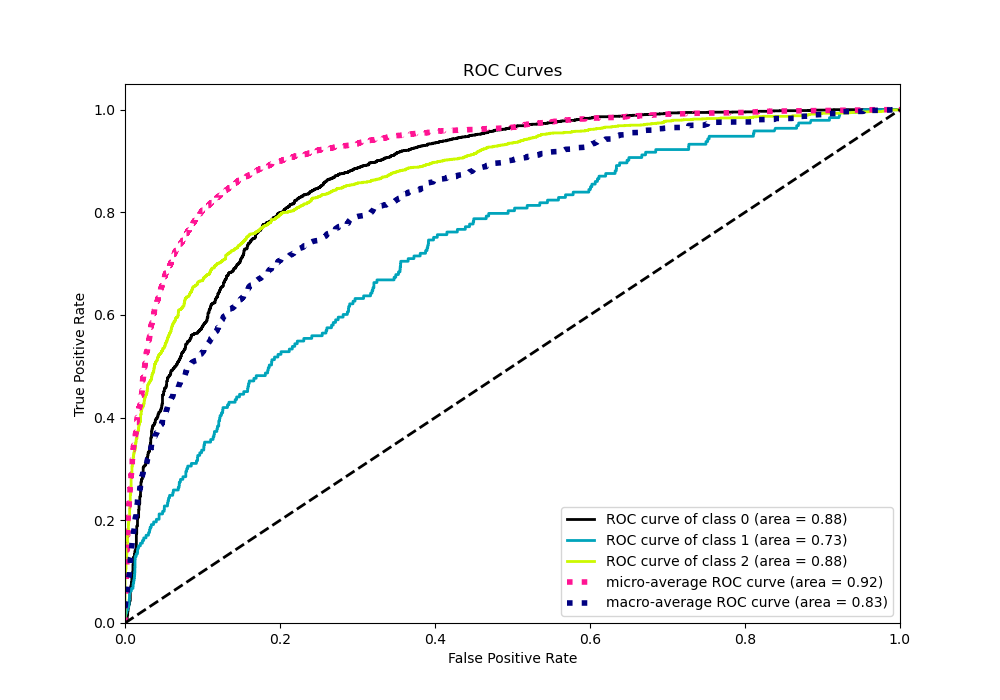 ROC Curves
True Positive Rate
1.0
0.8
0.6
0.4
0.2
0.0
0.0 0.2 0.4 0.6 0.8 1.0
False Positive Rate
ROC curve of class 0 (area = 0.88)
ROC curve of class 1 (area = 0.73)
ROC curve of class 2 (area = 0.88)
micro-average ROC curve (area = 0.92)
macro-average ROC curve (area = 0.83)